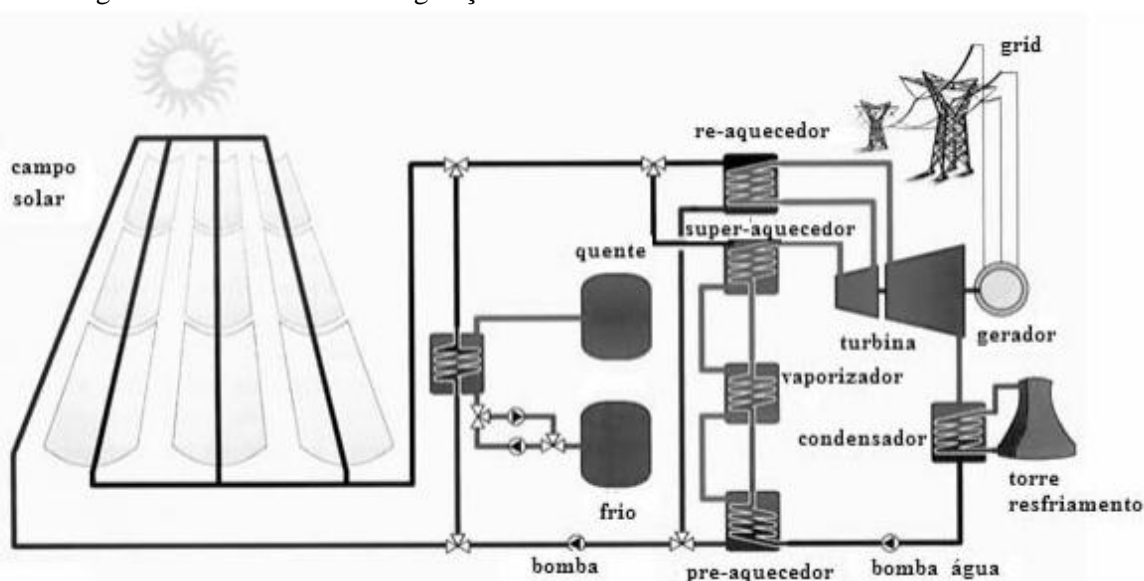 grid
re-aquecedor
campo
solar
super-aquecedor
quente
turbina
gerador
vaporizador
condensador
frio
torre
resfriamento
bomba
pre-aquecedor
bomba água